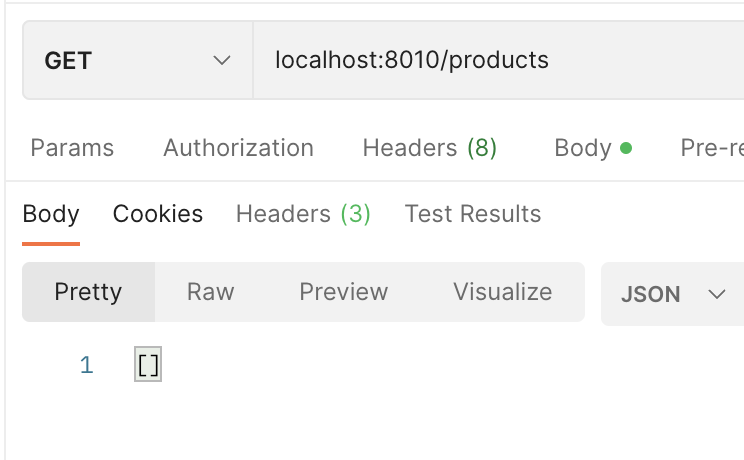 GET localhost:8010/products
Params Authorization Headers (8) Body Pre-re
Body Cookies Headers (3) Test Results
Pretty Raw Preview Visualize JSON
1 []